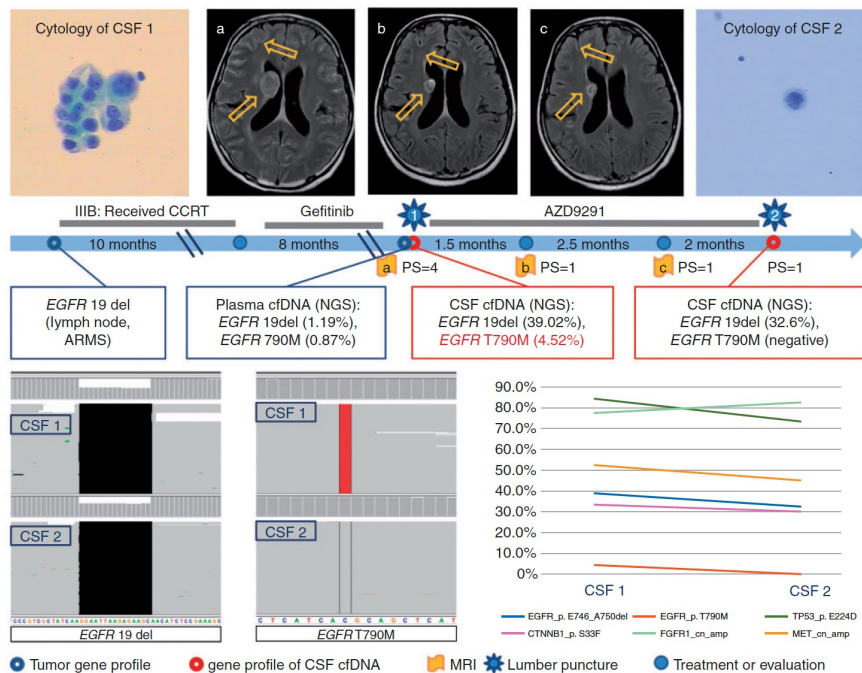 Cytology of CSF 1
a
b
c
Cytology of CSF 2
IIIB: Received CCRT
Gefitinib
1
AZD9291
2
10 months
8 months
1.5 months
2.5 months
2 months
a PS=4
b PS=1
c PS=1
PS=1
EGFR 19 del
(lymph node,
ARMS)
Plasma cfDNA (NGS):
EGFR 19del (1.19%),
EGFR 790M (0.87%)
CSF cfDNA (NGS):
EGFR 19del (39.02%),
EGFR T790M (4.52%)
CSF cfDNA (NGS):
EGFR 19del (32.6%),
EGFR T790M (negative)
CSF 1
CSF 2
EGFR 19 del
CSF 1
CSF 2
C T C A T C A C G C A G C T C A T
EGFR T790M
90.0%
80.0%
70.0%
60.0%
50.0%
40.0%
30.0%
20.0%
10.0%
0%
CSF 1
CSF 2
EGFR_p. E746_A750del
EGFR_p. T790M
TP53_p. E224D
CTNNB1_p. S33F
FGFR1_cn_amp
MET_cn_amp
Tumor gene profile
gene profile of CSF cfDNA
MRI
Lumber puncture
Treatment or evaluation